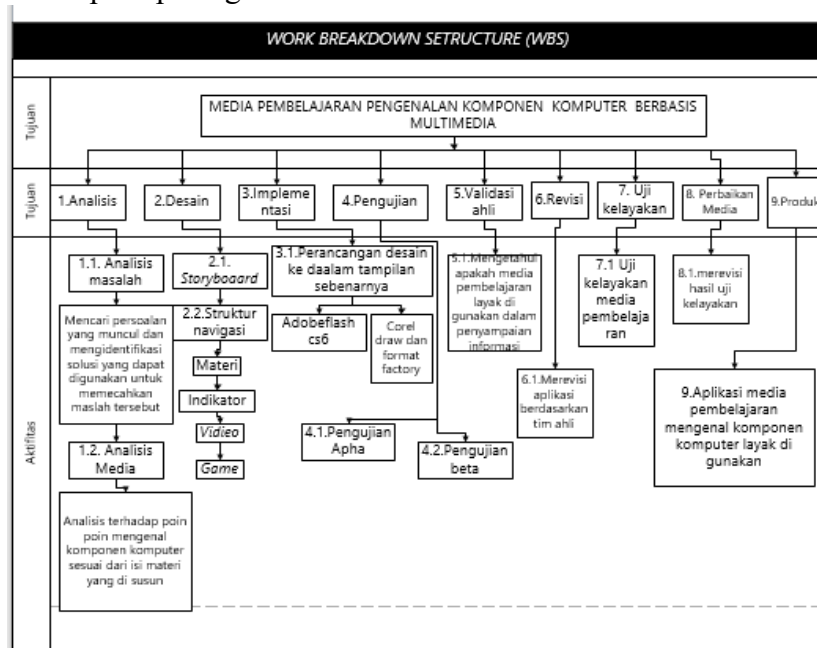 WORK BREAKDOWN SETRUCTURE (WBS)
Tujuan
MEDIA PEMBELAJARAN PENGENALAN KOMPONEN KOMPUTER BERBASIS
MULTIMEDIA
Tujuan
1.Analisis
2.Desain
3.Impleme
ntasi
4.Pengujian
5.Validasi
ahli
6.Revisi
7. Uji
kelayakan
8. Perbaikan
Media
9.Produk
Aktifitas
1.1. Analisis
masalah
Mencari persoalan
yang muncul dan
mengidentifikasi
solusi yang dapat
digunakan untuk
memecahkan
maslah tersebut
1.2. Analisis
Media
Analisis terhadap poin
poin mengenal
komponen komputer
sesuai dari isi materi
yang di susun
2.1.
Storyboaard
2.2.Struktur
navigasi
Materi
Indikator
Vidieo
Game
3.1.Perancangan desain
ke daalam tampilan
sebenarnya
Adobeflash
cs6
Corel
draw dan
format
factory
4.1.Pengujian
Apha
4.2.Pengujian
beta
5.1.Mengetahui
apakah media
pembelajaran
layak di
gunakan dalam
penyampaian
informasi
6.1.Merevisi
aplikasi
berdasarkan
tim ahli
7.1 Uji
kelayakan
media
pembelaja
ran
8.1.merevisi
hasil uji
kelayakan
9.Aplikasi media
pembelajaran
mengenal komponen
komputer layak di
gunakan